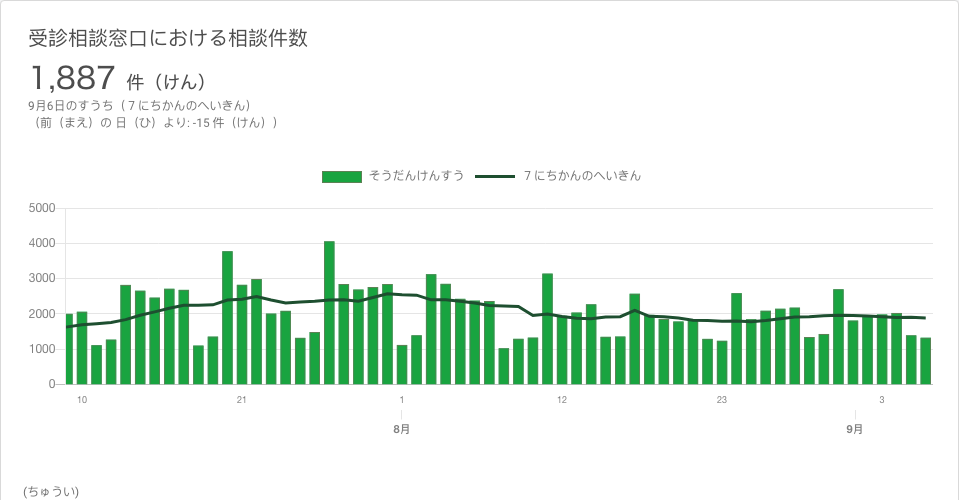 受診相談窓口における相談件数
1,887 件（けん）
9月6日のすうち（７にちかんのへいきん）
（前（まえ）の 日（ひ）より: -15 件（けん））
そうだんけんすう ７にちかんのへいきん
5000
4000
3000
2000
1000
0
10 21 1 12 23 3
8月 9月
(ちゅうい)